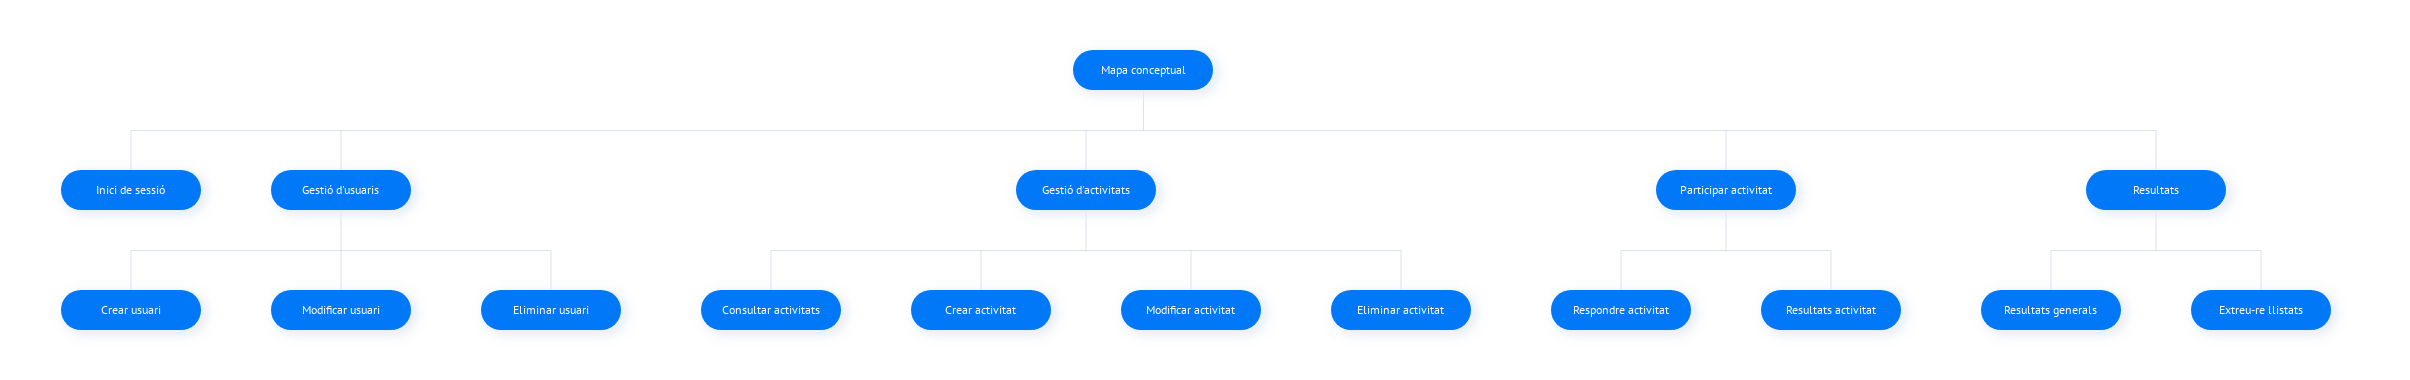 Mapa conceptual
Inici de sessió
Gestió d'usuaris
Gestió d'activitats
Participar activitat
Resultats
Crear usuari
Modificar usuari
Eliminar usuari
Consultar activitats
Crear activitat
Modificar activitat
Eliminar activitat
Respondre activitat
Resultats activitat
Resultats generals
Extreu-re llistats